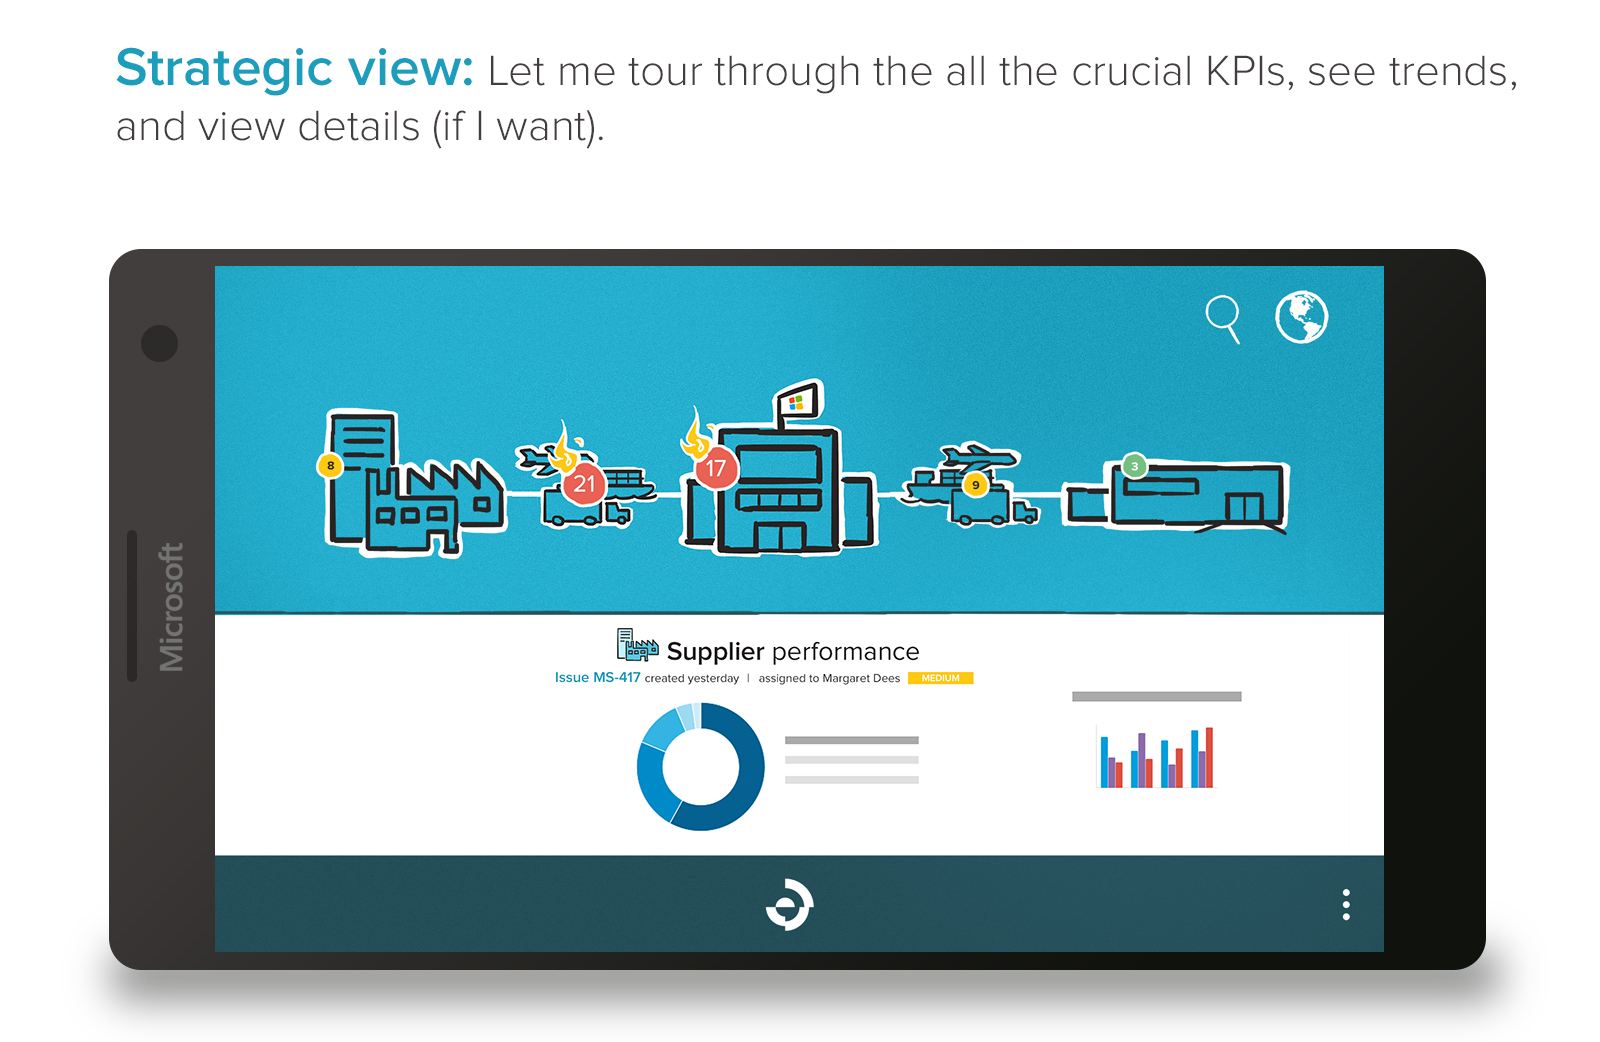 Strategic view: Let me tour through the all the crucial KPIs, see trends,
and view details (if I want).
Microsoft
8
21
17
9
3
Supplier performance
Issue MS-417 created yesterday | assigned to Margaret Dees MEDIUM